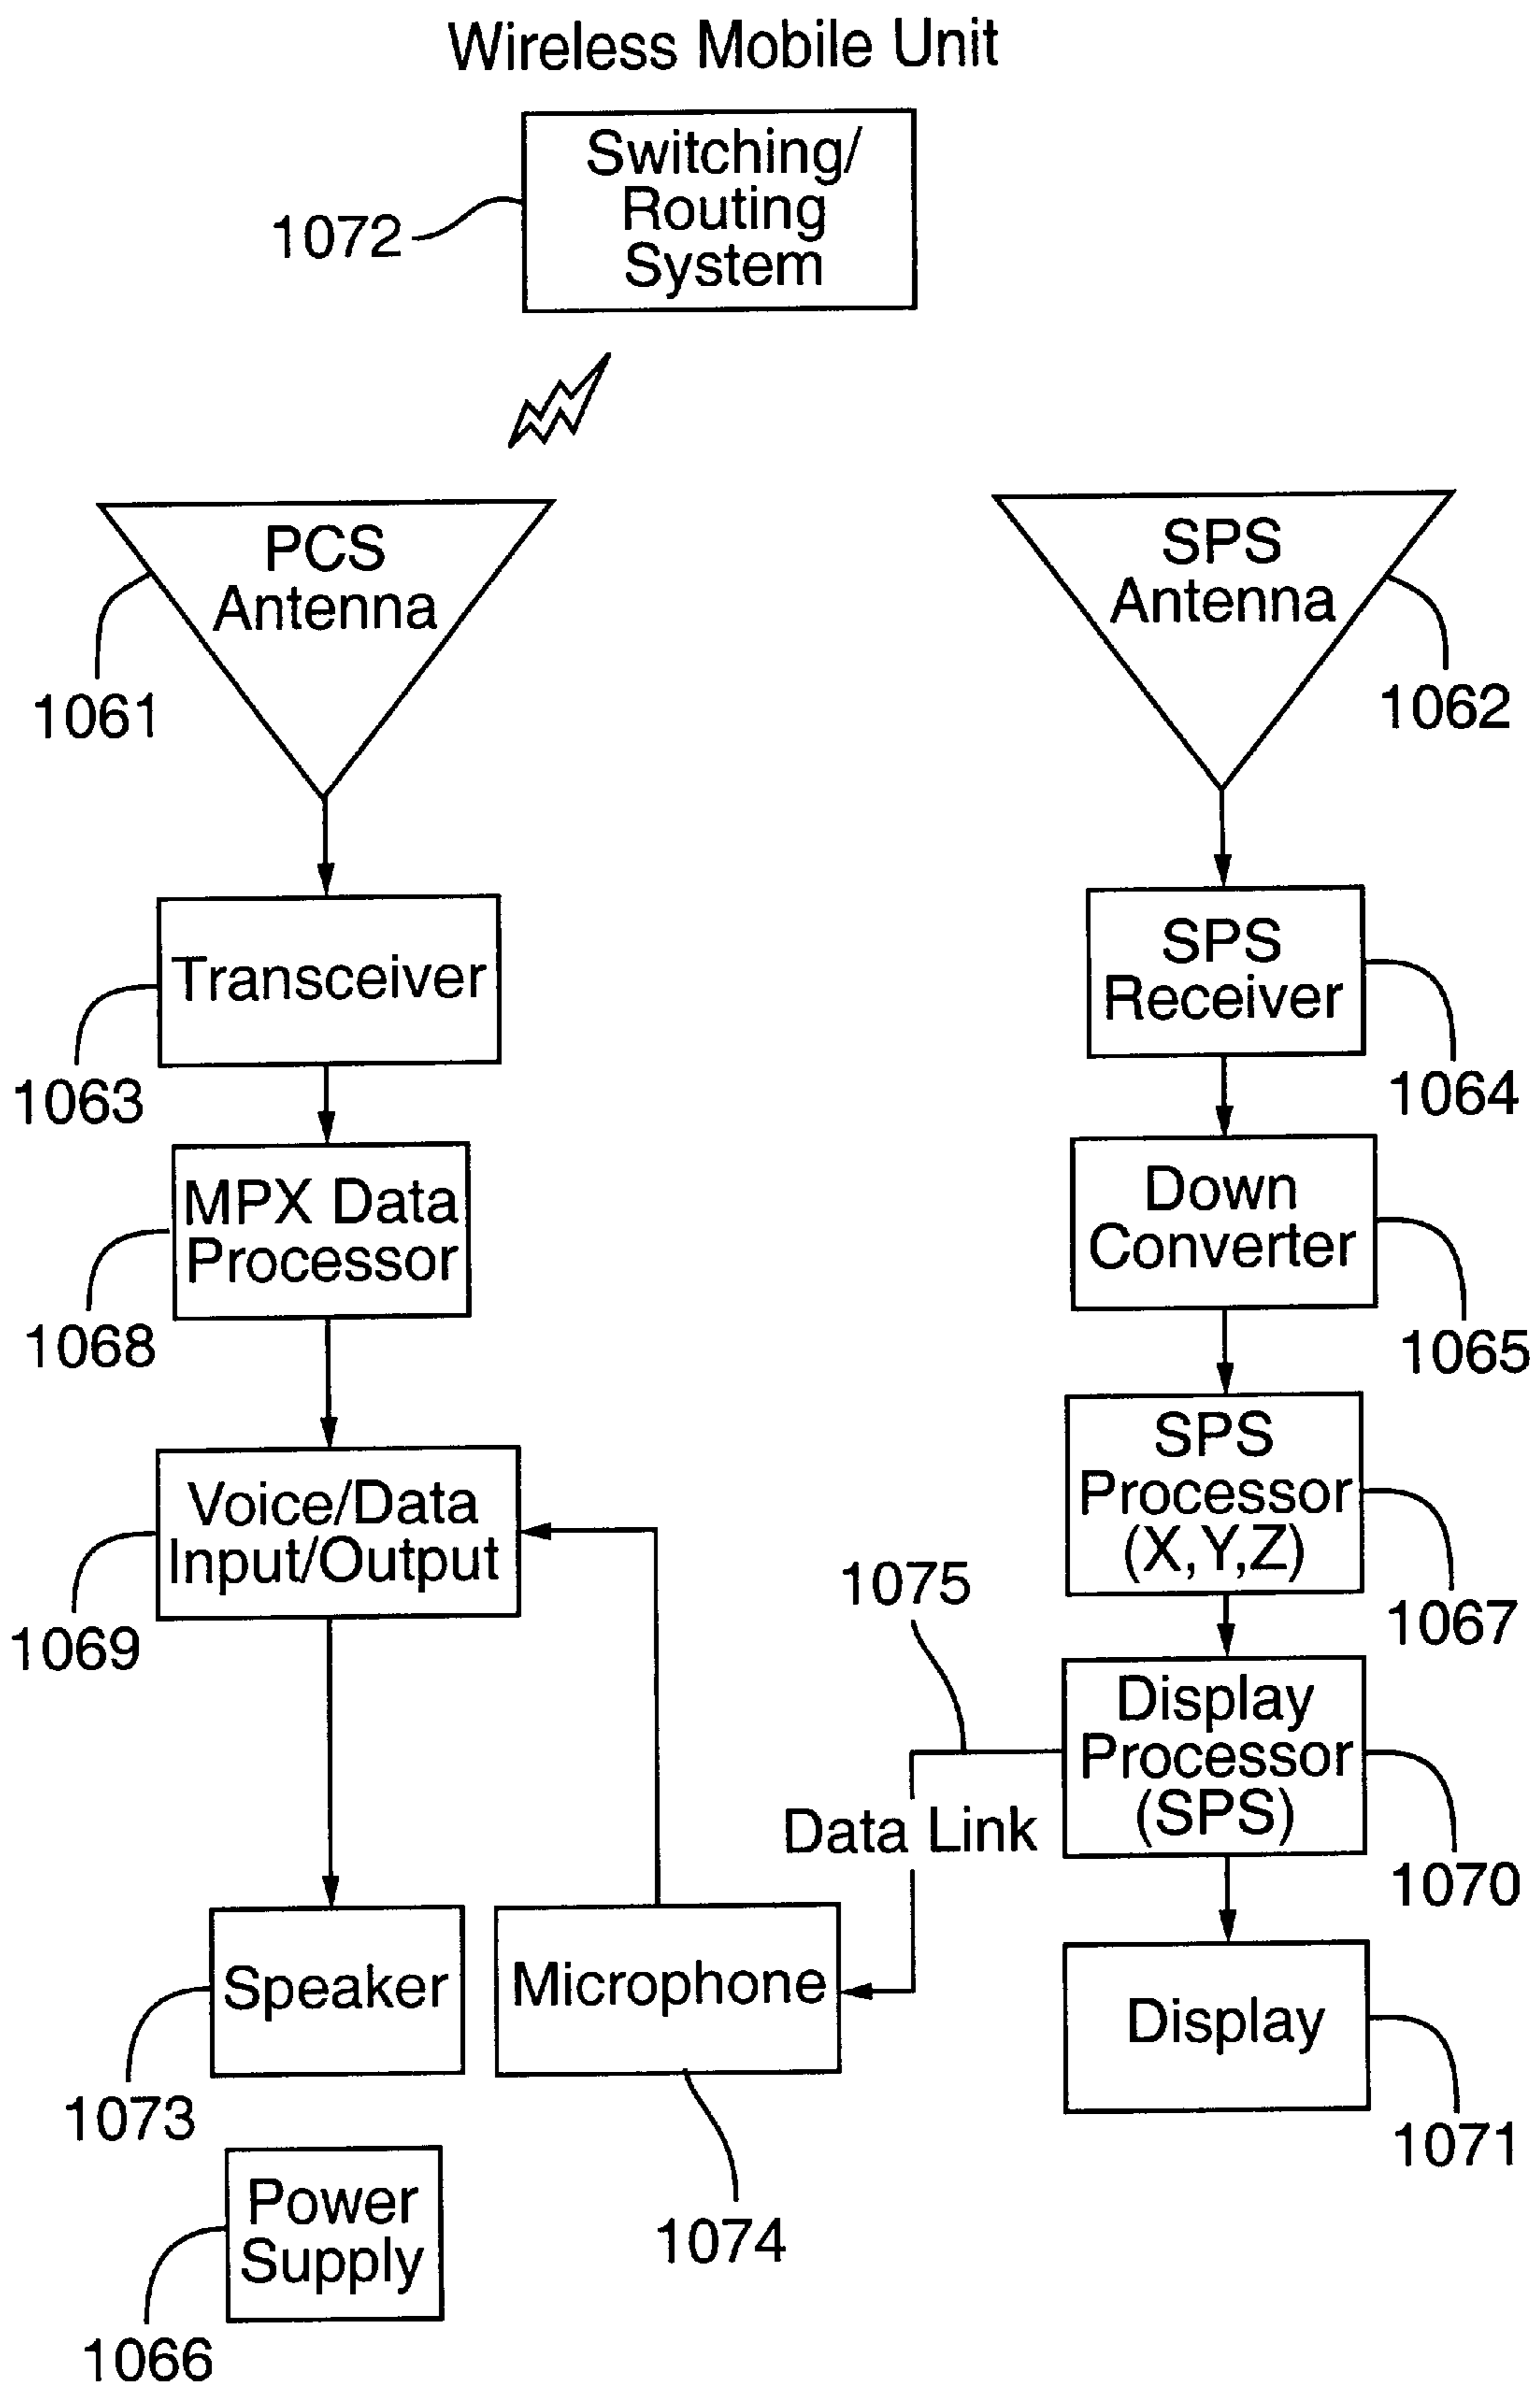 Wireless Mobile Unit
Switching/
Routing
System
1072
PCS
Antenna
1061
SPS
Antenna
1062
Transceiver
1063
SPS
Receiver
1064
MPX Data
Processor
1068
Down
Converter
1065
Voice/Data
Input/Output
1069
SPS
Processor
(X,Y,Z)
1067
1075
Data Link
Display
Processor
(SPS)
1070
Speaker
1073
Microphone
1074
Display
1071
Power
Supply
1066